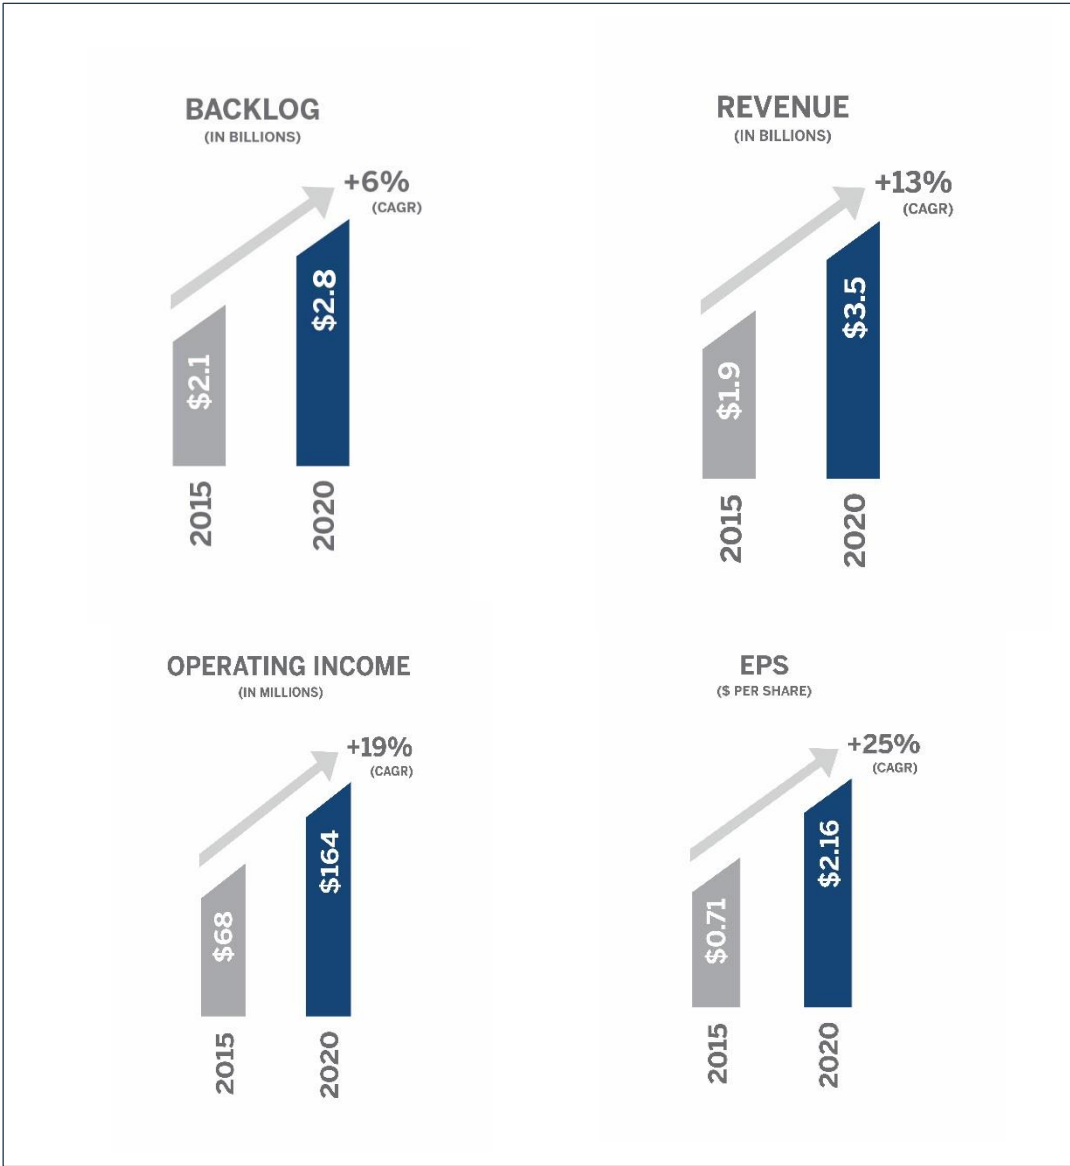 BACKLOG
(IN BILLIONS)
+6%
(CAGR)
$2.1
$2.8
2015
2020
REVENUE
(IN BILLIONS)
+13%
(CAGR)
$1.9
$3.5
2015
2020
OPERATING INCOME
(IN MILLIONS)
+19%
(CAGR)
$68
$164
2015
2020
EPS
($ PER SHARE)
+25%
(CAGR)
$0.71
$2.16
2015
2020